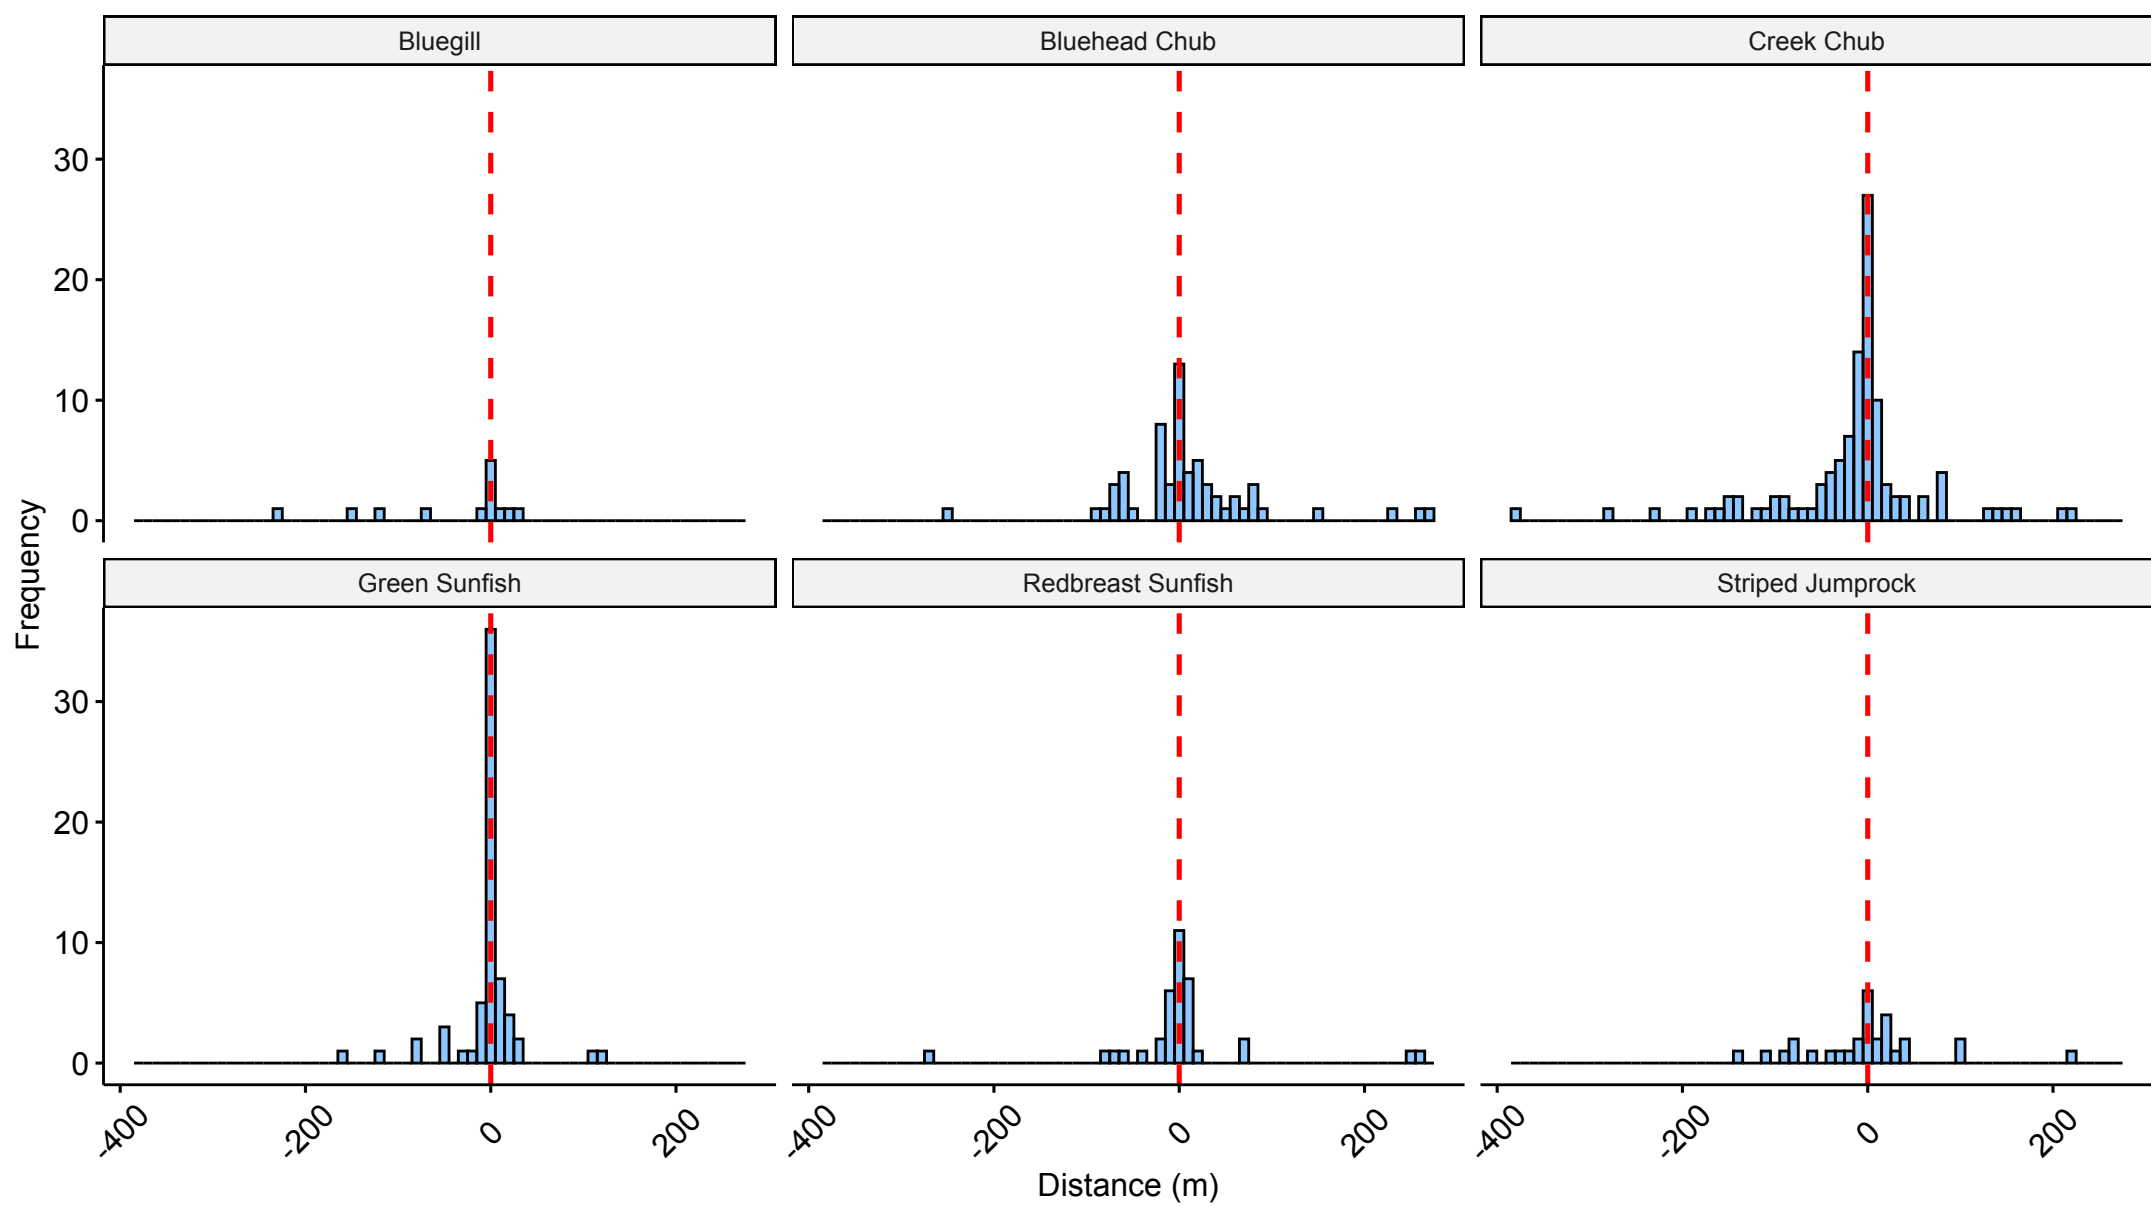 Bluegill
Bluehead Chub
Creek Chub
30
20
10
0
Green Sunfish
Redbreast Sunfish
Striped Jumprock
30
20
10
0
-400
-200
0
200
-400
-200
0
200
-400
-200
0
200
Distance (m)
Frequency